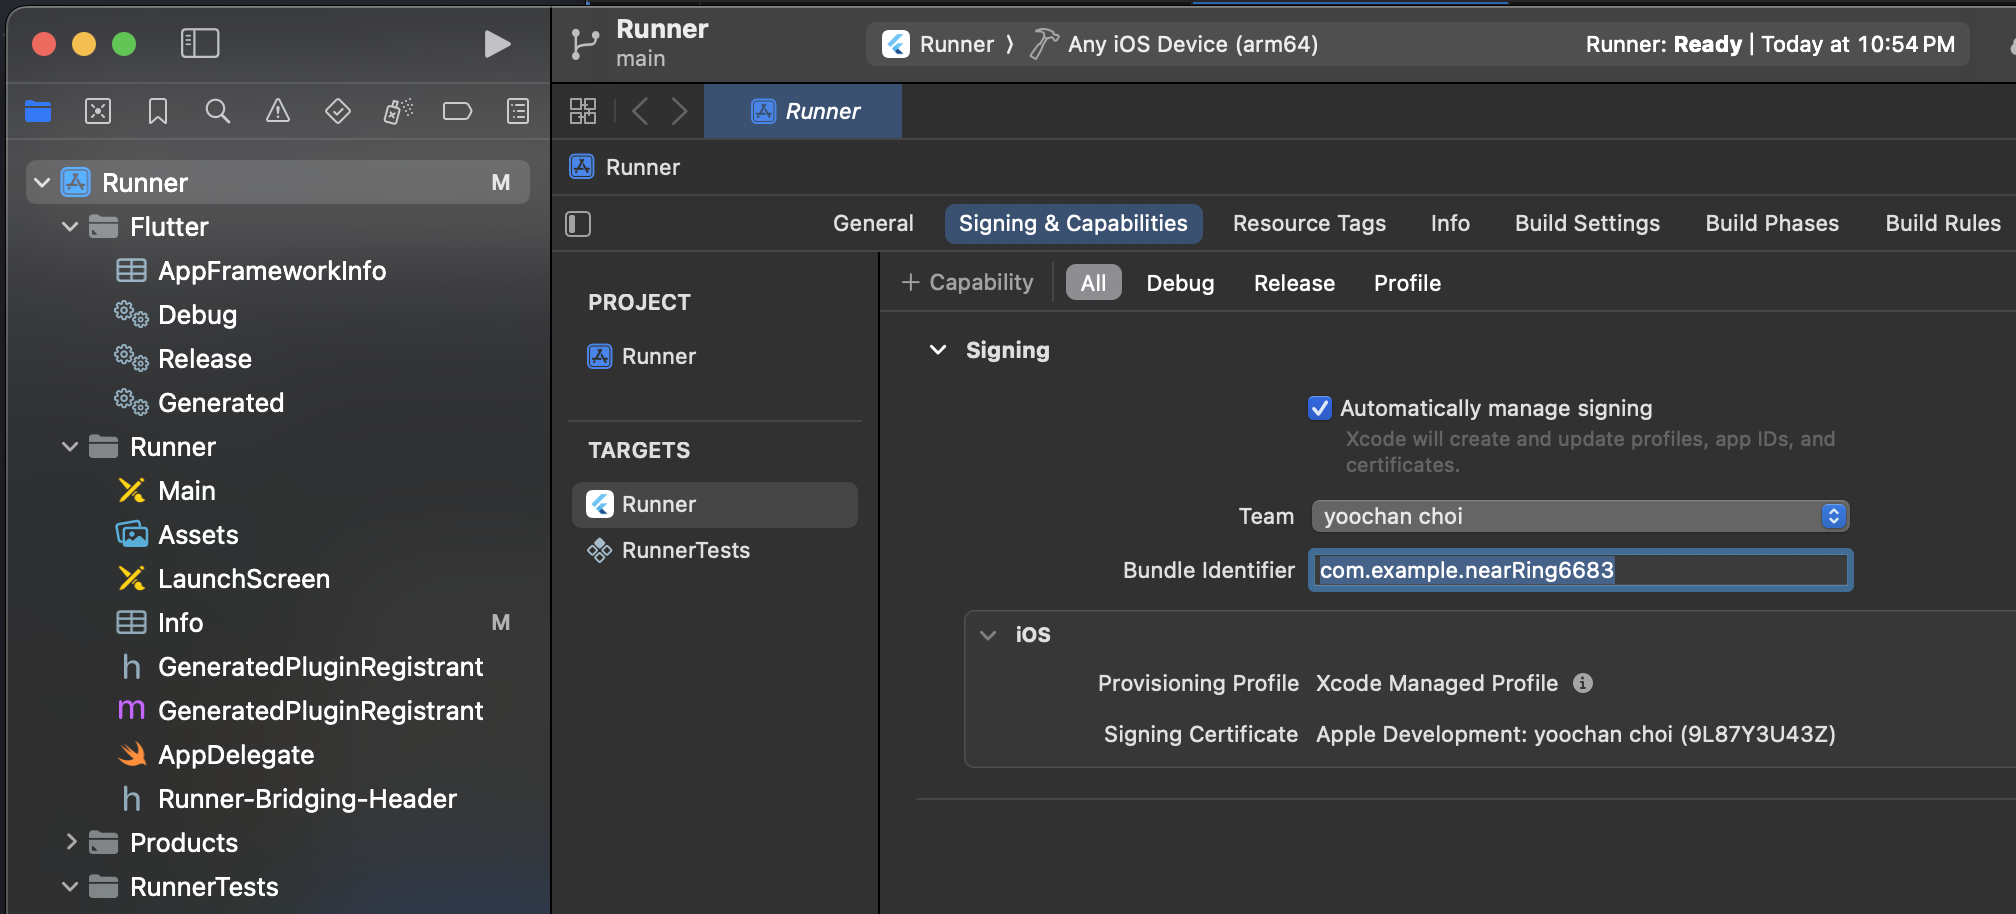 Runner
main
Runner
Any iOS Device (arm64)
Runner: Ready | Today at 10:54 PM
Runner
Runner
General
Signing & Capabilities
Resource Tags
Info
Build Settings
Build Phases
Build Rules
Runner M
Flutter
AppFrameworkInfo
Debug
Release
Generated
Runner
Main
Assets
LaunchScreen
Info M
GeneratedPluginRegistrant
GeneratedPluginRegistrant
AppDelegate
Runner-Bridging-Header
Products
RunnerTests
PROJECT
Runner
TARGETS
Runner
RunnerTests
+ Capability
All
Debug
Release
Profile
Signing
Automatically manage signing
Xcode will create and update profiles, app IDs, and
certificates.
Team yoochan choi
Bundle Identifier com.example.nearRing6683
iOS
Provisioning Profile Xcode Managed Profile
Signing Certificate Apple Development: yoochan choi (9L87Y3U43Z)